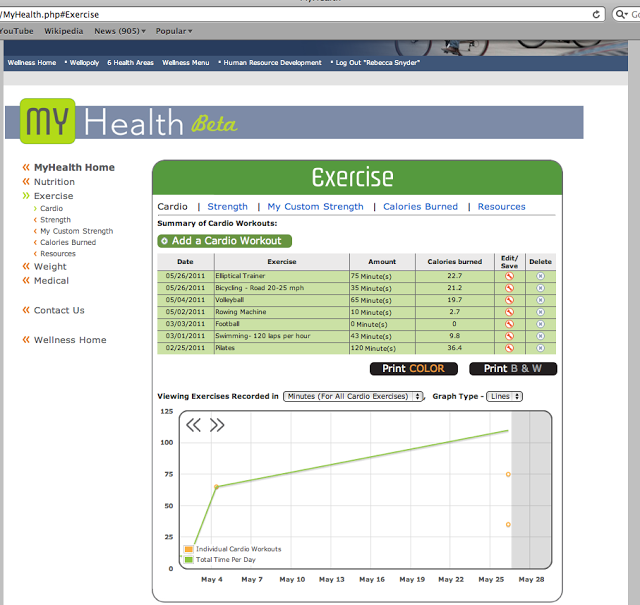 /MyHealth.php#Exercise
YouTube Wikipedia News (905) Popular
Wellness Home • Wellopoly 6 Health Areas Wellness Menu • Human Resource Development • Log Out "Rebecca Snyder"
MY Health Beta
MyHealth Home
Nutrition
Exercise
Cardio
Strength
My Custom Strength
Calories Burned
Resources
Weight
Medical
Contact Us
Wellness Home
Exercise
Cardio | Strength | My Custom Strength | Calories Burned | Resources
Summary of Cardio Workouts:
Add a Cardio Workout
Date Exercise Amount Calories burned Edit/ Save Delete
05/26/2011 Elliptical Trainer 75 Minute(s) 22.7
05/26/2011 Bicycling - Road 20-25 mph 35 Minute(s) 21.2
05/04/2011 Volleyball 65 Minute(s) 19.7
05/02/2011 Rowing Machine 10 Minute(s) 2.7
03/03/2011 Football 0 Minute(s) 0
03/01/2011 Swimming- 120 laps per hour 43 Minute(s) 9.8
02/25/2011 Pilates 120 Minute(s) 36.4
Print COLOR Print B & W
Viewing Exercises Recorded in Minutes (For All Cardio Exercises) , Graph Type - Lines
125
100
75
50
25
0
Individual Cardio Workouts
Total Time Per Day
May 4 May 7 May 10 May 13 May 16 May 19 May 22 May 25 May 28